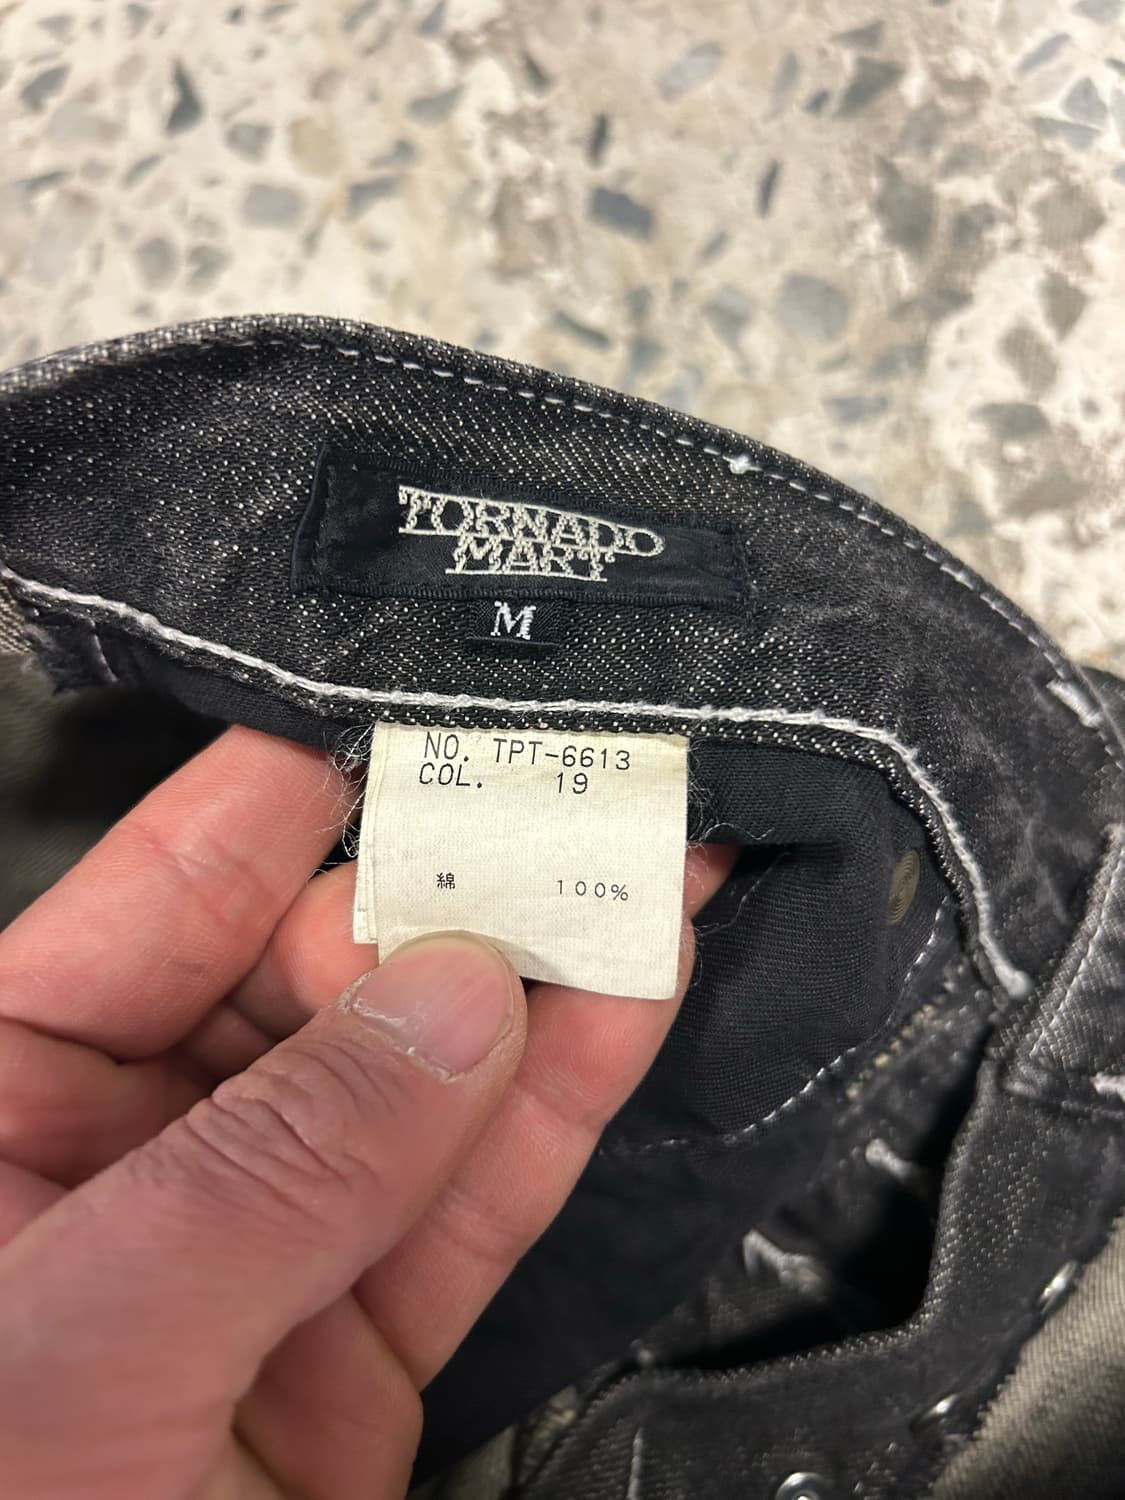 TORNADO
MART
M
NO. TPT-6613
COL. 19
綿 100%